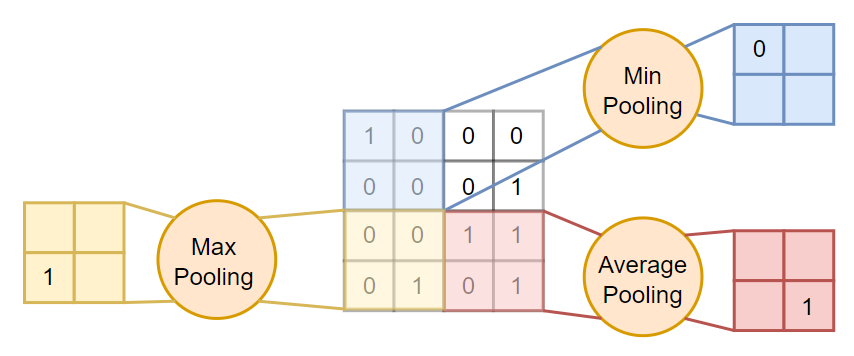 0
Min
Pooling
1 0 0 0
0 0 0 1
0 0 1 1
0 1 0 1
Max
Pooling
1
Average
Pooling
1